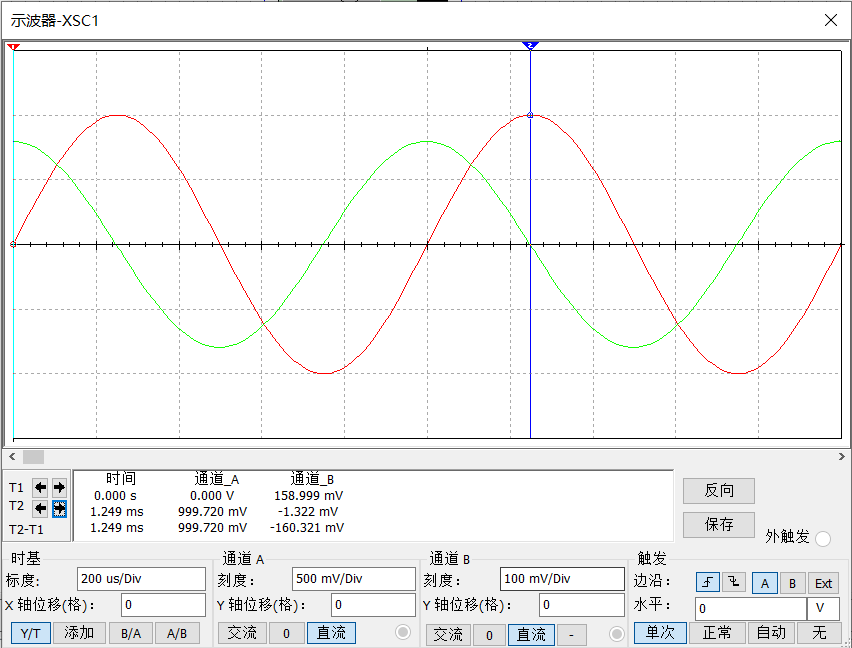 示波器-XSC1
1
2
时间 通道_A 通道_B
T1 0.000 s 0.000 V 158.999 mV
T2 1.249 ms 999.720 mV -1.322 mV
T2-T1 1.249 ms 999.720 mV -160.321 mV
反向
保存
外触发
时基
标度: 200 us/Div
X 轴位移(格): 0
Y/T 添加 B/A A/B
通道 A
刻度: 500 mV/Div
Y 轴位移(格): 0
交流 0 直流
通道 B
刻度: 100 mV/Div
Y 轴位移(格): 0
交流 0 直流 -
触发
边沿: A B Ext
水平: 0 V
单次 正常 自动 无